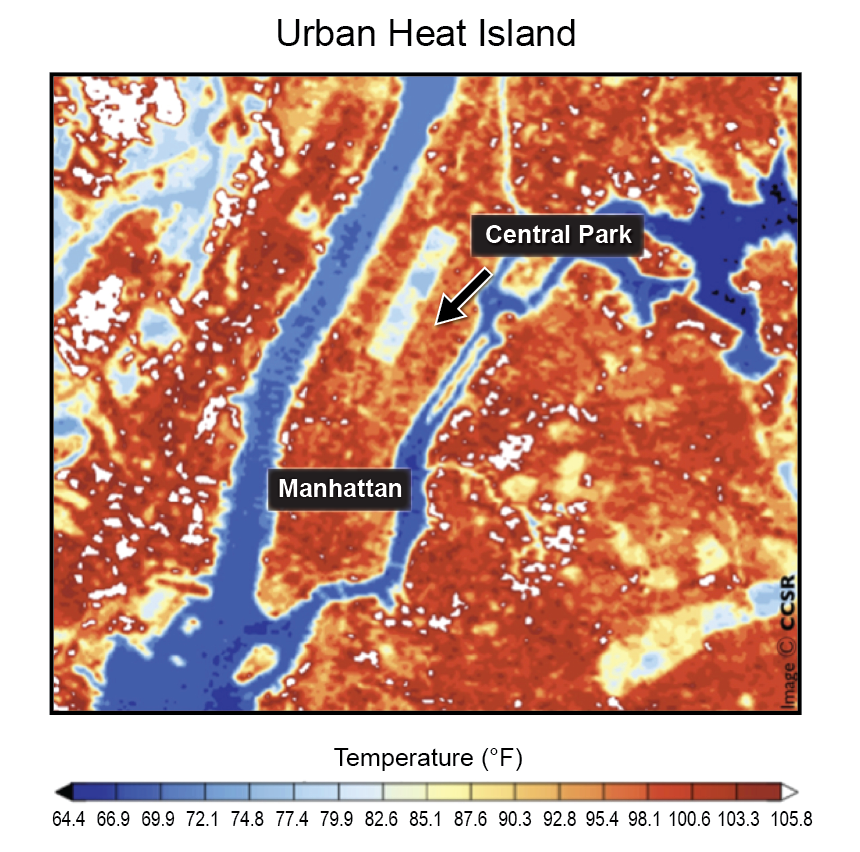 Urban Heat Island
Central Park
Manhattan
Image © CCSR
Temperature (°F)
64.4 66.9 69.9 72.1 74.8 77.4 79.9 82.6 85.1 87.6 90.3 92.8 95.4 98.1 100.6 103.3 105.8